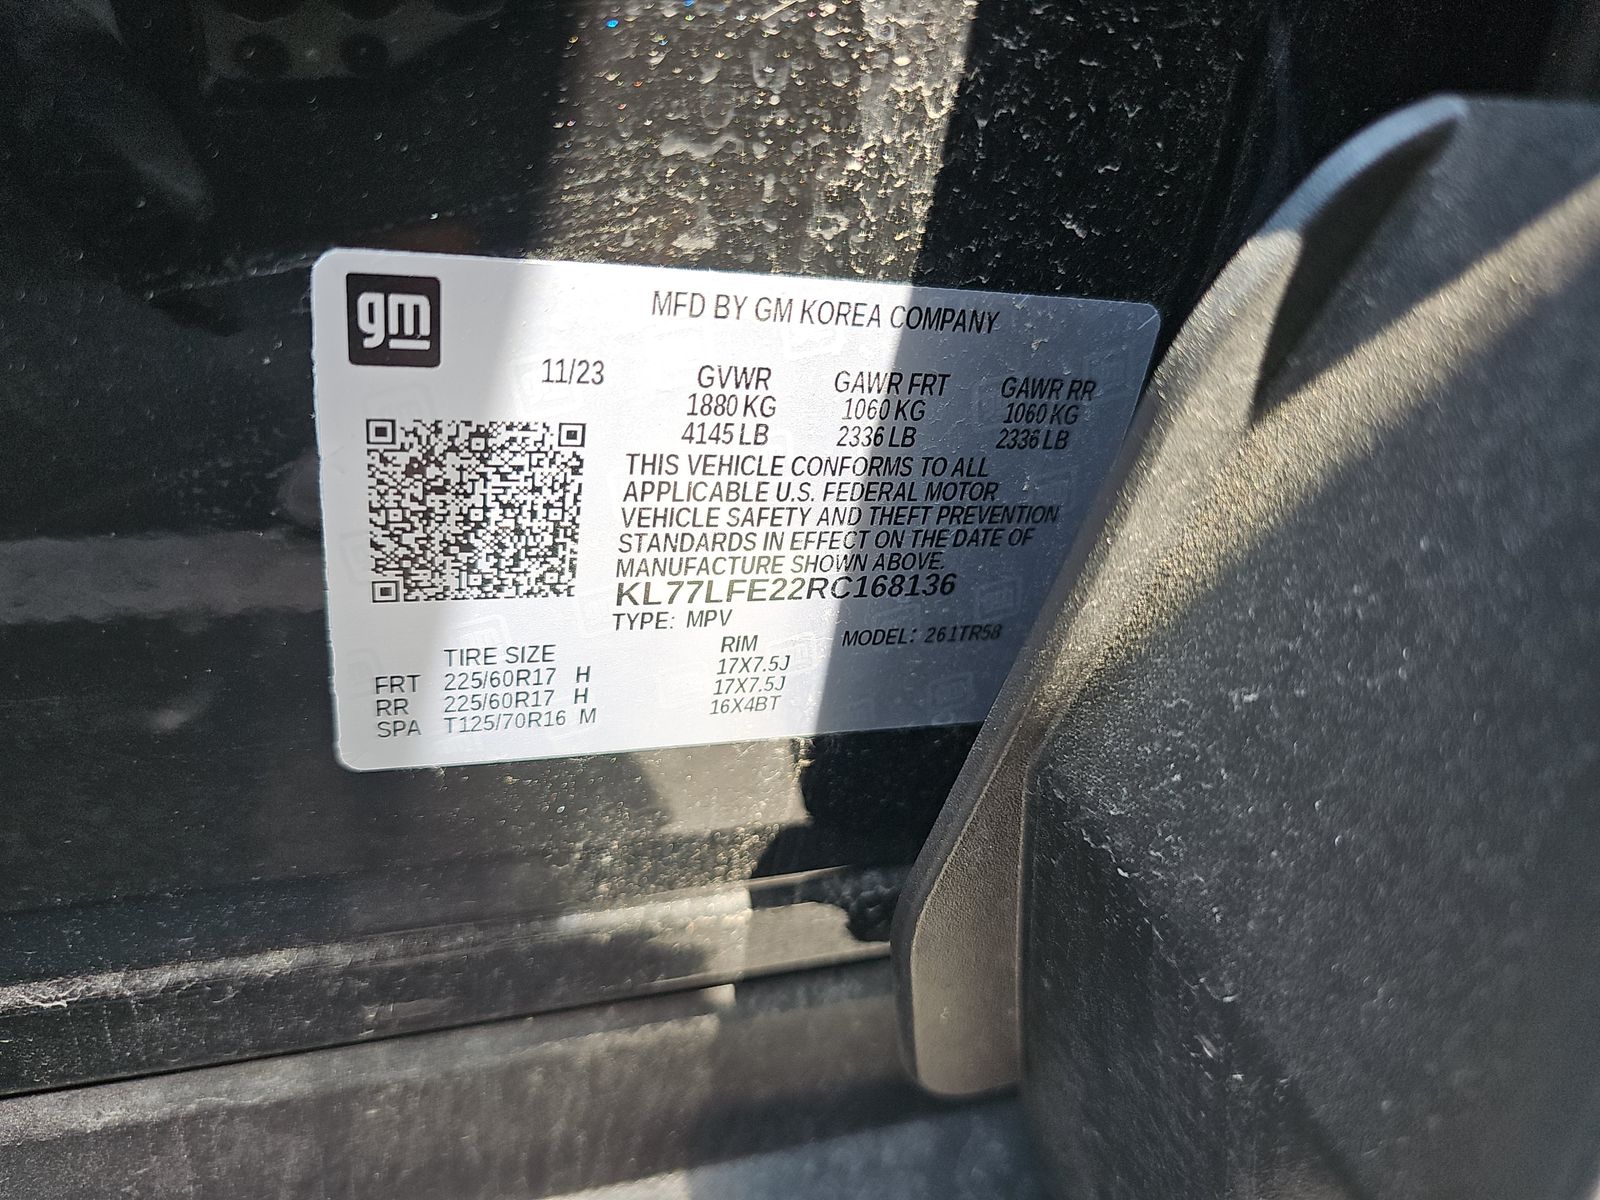 gm
MFD BY GM KOREA COMPANY
11/23 GVWR GAWR FRT GAWR RR
1880 KG 1060 KG 1060 KG
4145 LB 2336 LB 2336 LB
THIS VEHICLE CONFORMS TO ALL
APPLICABLE U.S. FEDERAL MOTOR
VEHICLE SAFETY AND THEFT PREVENTION
STANDARDS IN EFFECT ON THE DATE OF
MANUFACTURE SHOWN ABOVE.
KL77LFE22RC168136
TYPE: MPV MODEL: 261TR58
TIRE SIZE RIM
FRT 225/60R17 H 17X7.5J
RR 225/60R17 H 17X7.5J
SPA T125/70R16 M 16X4BT